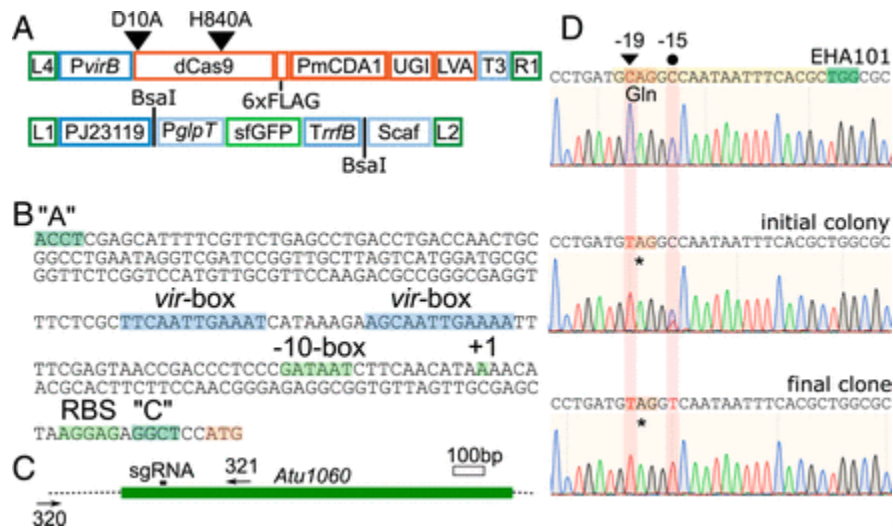 A
D10A H840A
L4 PvirB dCas9 PmCDA1 UGI LVA T3 R1
BsaI 6xFLAG
L1 PJ23119 PglpT sfGFP TrrfB Scaf L2
BsaI
B "A"
ACCTCGAGCATTTTCGTTCTGAGCCTGACCTGACCAACTGC
GGCCTGAATAGGTCGATCCGGTTGCTTAGTCATGGATGCGC
GGTTCTCGGTCCATGTTGCGTTCCAAGACGCCGGGCGAGGT
vir-box vir-box
TTCTCGCTTCAATTGAAATCATAAAGAAGCAATTGAAAATT
-10-box +1
TTCGAGTAACCGACCCTCCCGATAATCTTCAACATAAAACA
ACGCACTTCTTCCAACGGGAGAGGCGGTGTTAGTTGCGAGC
RBS "C"
TAAGGAGAGGCTCCATG
C
sgRNA 321 Atu1060 100bp
320
D
-19 -15 EHA101
CCTGATGCAGGCCAATAATTTCACGCTGGCGC
Gln
initial colony
CCTGATGTAGGCCAATAATTTCACGCTGGCGC
*
final clone
CCTGATGTAGGTCAATAATTTCACGCTGGCGC
*